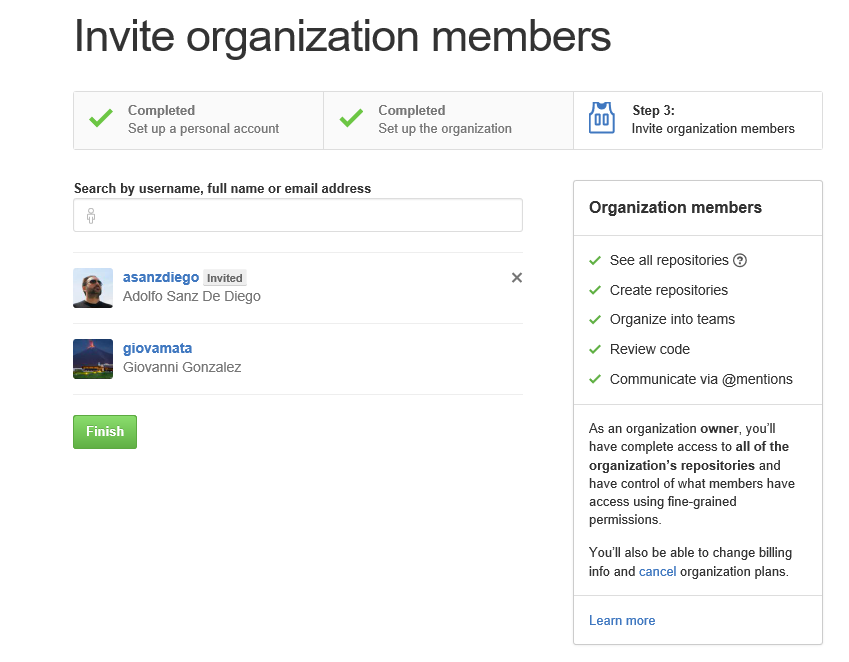 Invite organization members
Completed
Set up a personal account
Completed
Set up the organization
Step 3:
Invite organization members
Search by username, full name or email address
asanzdiego Invited
Adolfo Sanz De Diego
giovamata
Giovanni Gonzalez
Finish
Organization members
See all repositories
Create repositories
Organize into teams
Review code
Communicate via @mentions
As an organization owner, you’ll
have complete access to all of the
organization’s repositories and
have control of what members have
access using fine-grained
permissions.
You’ll also be able to change billing
info and cancel organization plans.
Learn more